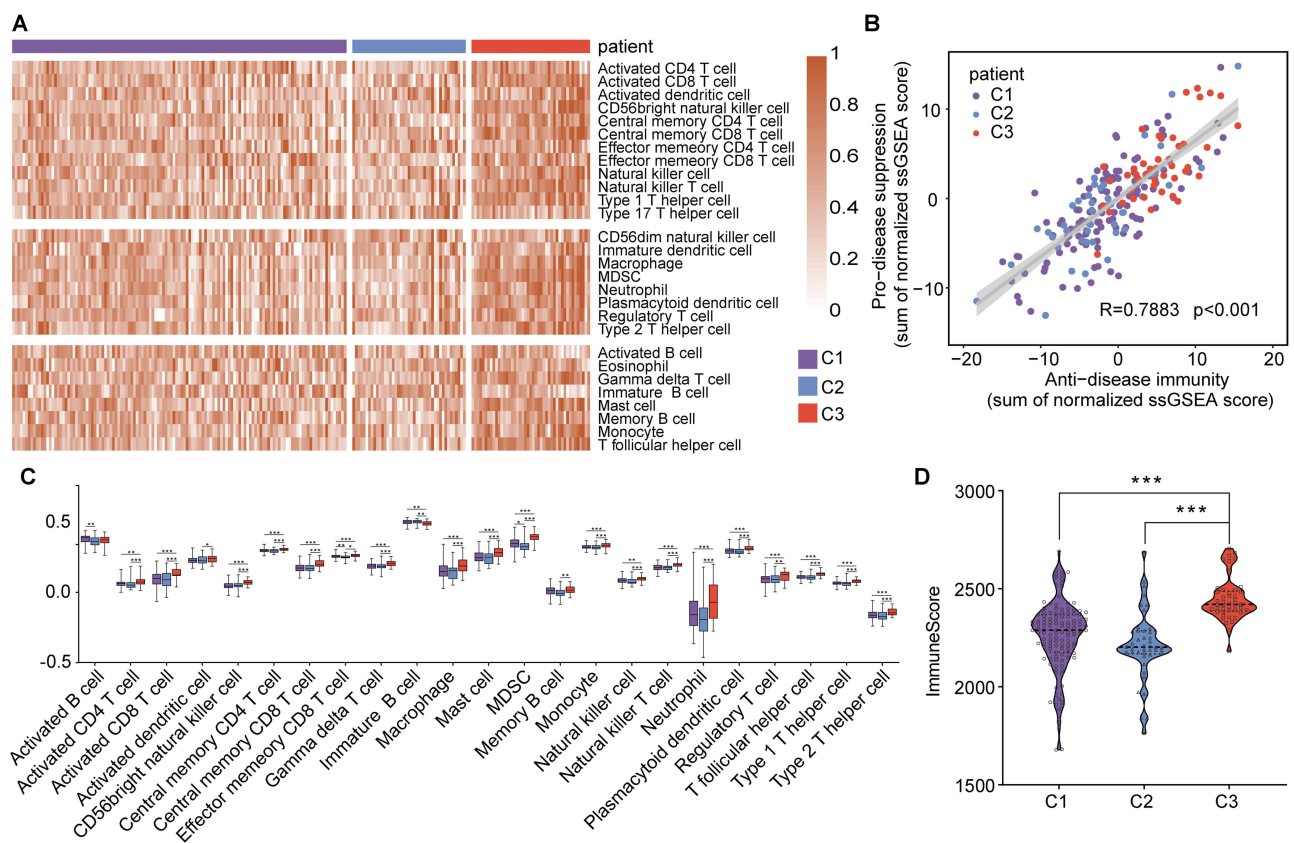 A
patient
Activated CD4 T cell
Activated CD8 T cell
Activated dendritic cell
CD56bright natural killer cell
Central memory CD4 T cell
Central memory CD8 T cell
Effector memeory CD4 T cell
Effector memeory CD8 T cell
Natural killer cell
Natural killer T cell
Type 1 T helper cell
Type 17 T helper cell
CD56dim natural killer cell
Immature dendritic cell
Macrophage
MDSC
Neutrophil
Plasmacytoid dendritic cell
Regulatory T cell
Type 2 T helper cell
Activated B cell
Eosinophil
Gamma delta T cell
Immature B cell
Mast cell
Memory B cell
Monocyte
T follicular helper cell
1
0.8
0.6
0.4
0.2
0
C1
C2
C3
B
Pro−disease suppression
(sum of normalized ssGSEA score)
10
0
−10
patient
C1
C2
C3
R=0.7883 p<0.001
−20 −10 0 10 20
Anti−disease immunity
(sum of normalized ssGSEA score)
C
0.5
0.0
-0.5
Activated B cell
Activated CD4 T cell
Activated CD8 T cell
Activated dendritic cell
CD56bright natural killer cell
Central memory CD4 T cell
Central memory CD8 T cell
Effector memeory CD8 T cell
Gamma delta T cell
Immature B cell
Macrophage
Mast cell
MDSC
Memory B cell
Monocyte
Natural killer cell
Natural killer T cell
Neutrophil
Plasmacytoid dendritic cell
Regulatory T cell
T follicular helper cell
Type 1 T helper cell
Type 2 T helper cell
D
ImmuneScore
3000
2500
2000
1500
***
***
C1 C2 C3